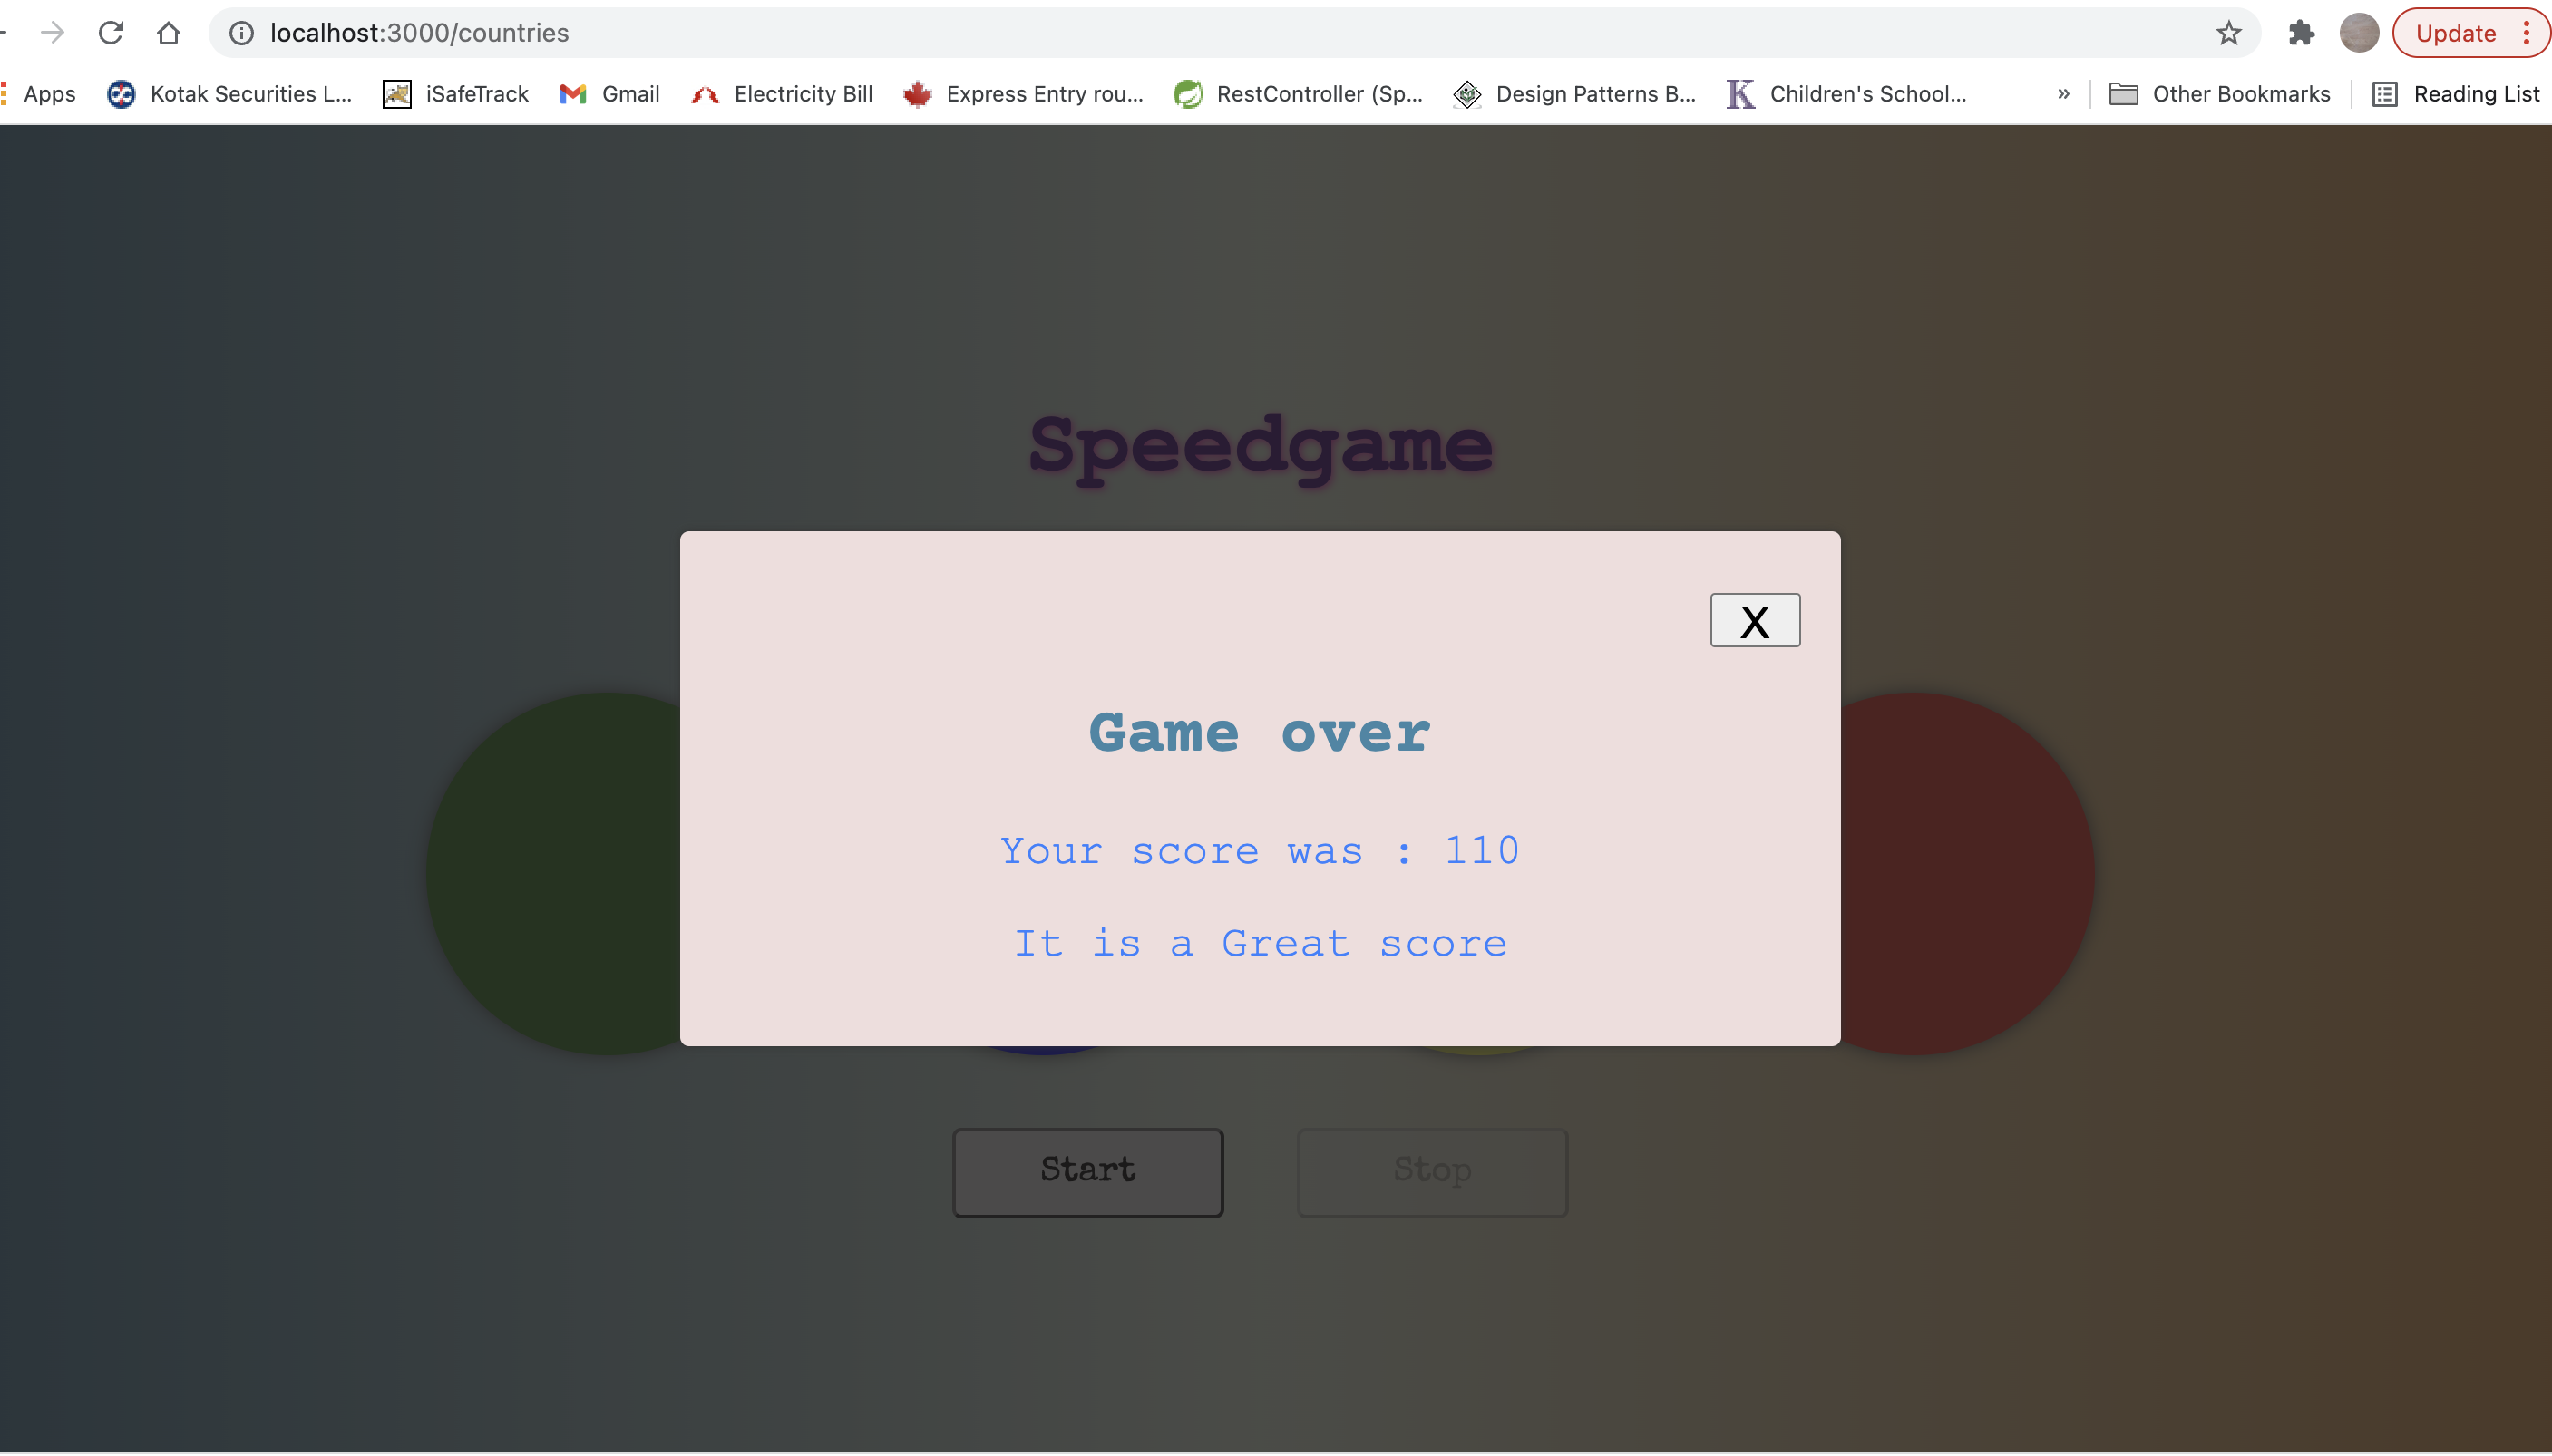 localhost:3000/countries
Update
Apps
Kotak Securities L...
iSafeTrack
Gmail
Electricity Bill
Express Entry rou...
RestController (Sp...
Design Patterns B...
K
Children's School...
»
Other Bookmarks
Reading List
Speedgame
X
Game over
Your score was : 110
It is a Great score
Start
Stop